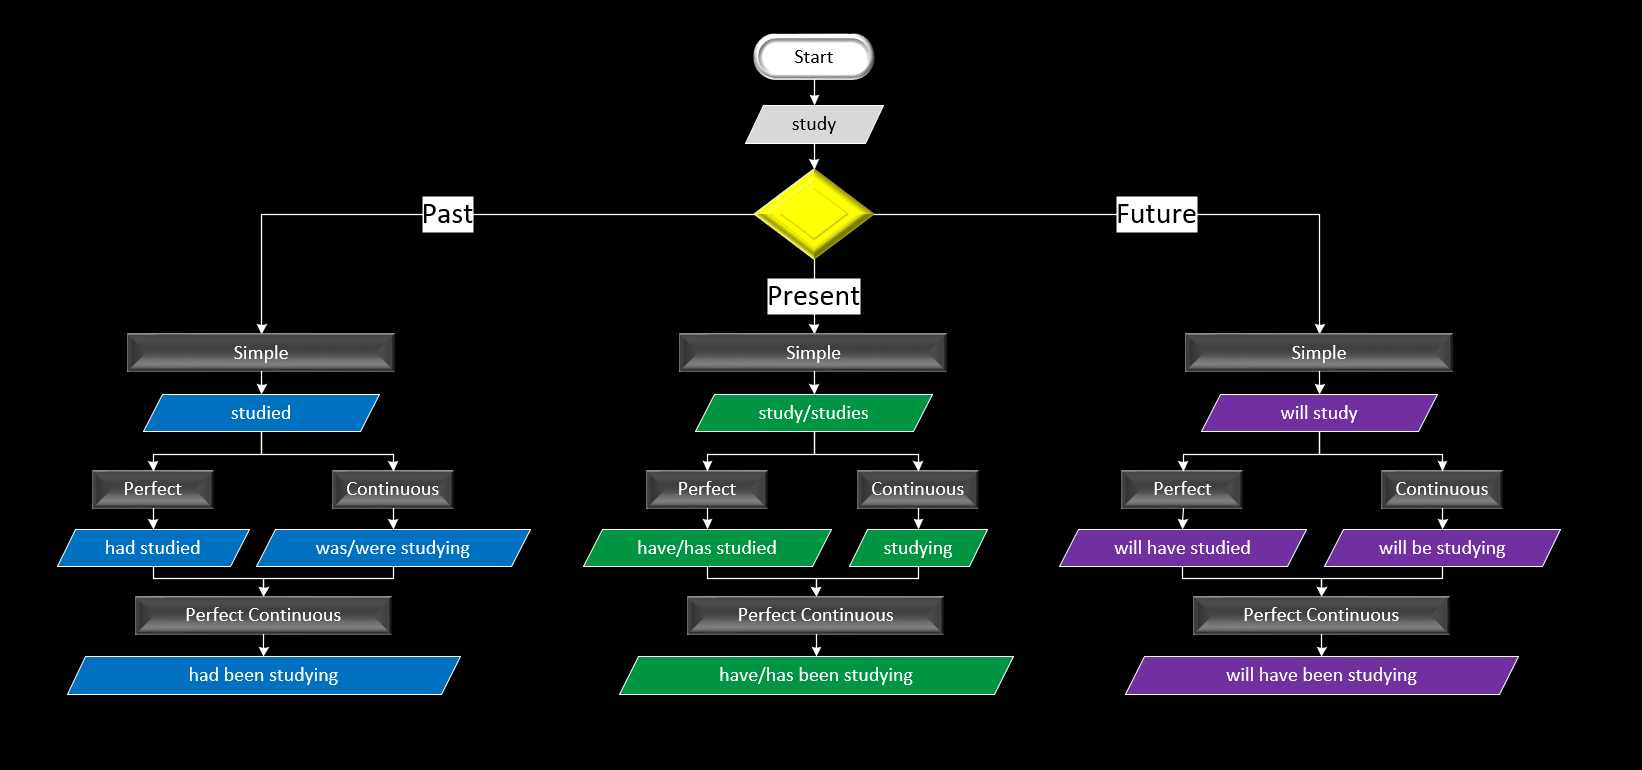 Start
study
Past
Future
Present
Simple
Simple
Simple
studied
study/studies
will study
Perfect
Continuous
Perfect
Continuous
Perfect
Continuous
had studied
was/were studying
have/has studied
studying
will have studied
will be studying
Perfect Continuous
Perfect Continuous
Perfect Continuous
had been studying
have/has been studying
will have been studying